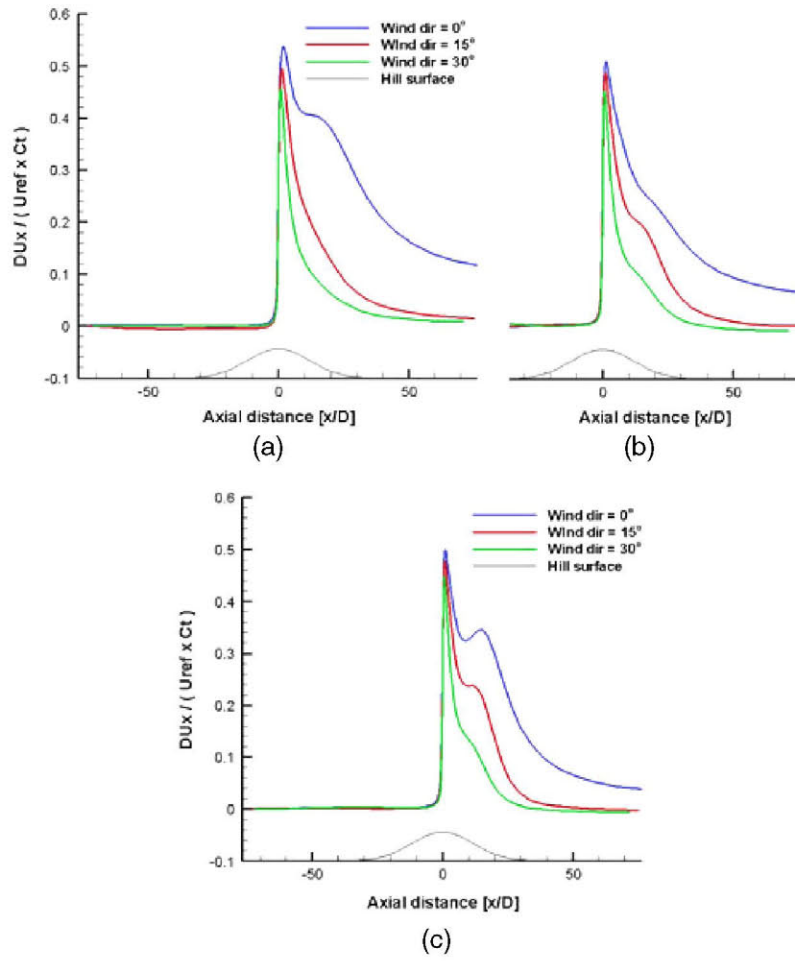 0.6
Wind dir = 0°
WInd dir = 15°
Wind dir = 30°
Hill surface
0.5
0.4
0.3
0.2
0.1
0
-0.1
DUx / ( Uref x Ct )
-50 0 50
Axial distance [x/D]
(a)
0 50
Axial distance [x/D]
(b)
0.6
Wind dir = 0°
WInd dir = 15°
Wind dir = 30°
Hill surface
0.5
0.4
0.3
0.2
0.1
0
-0.1
DUx / ( Uref x Ct )
-50 0 50
Axial distance [x/D]
(c)